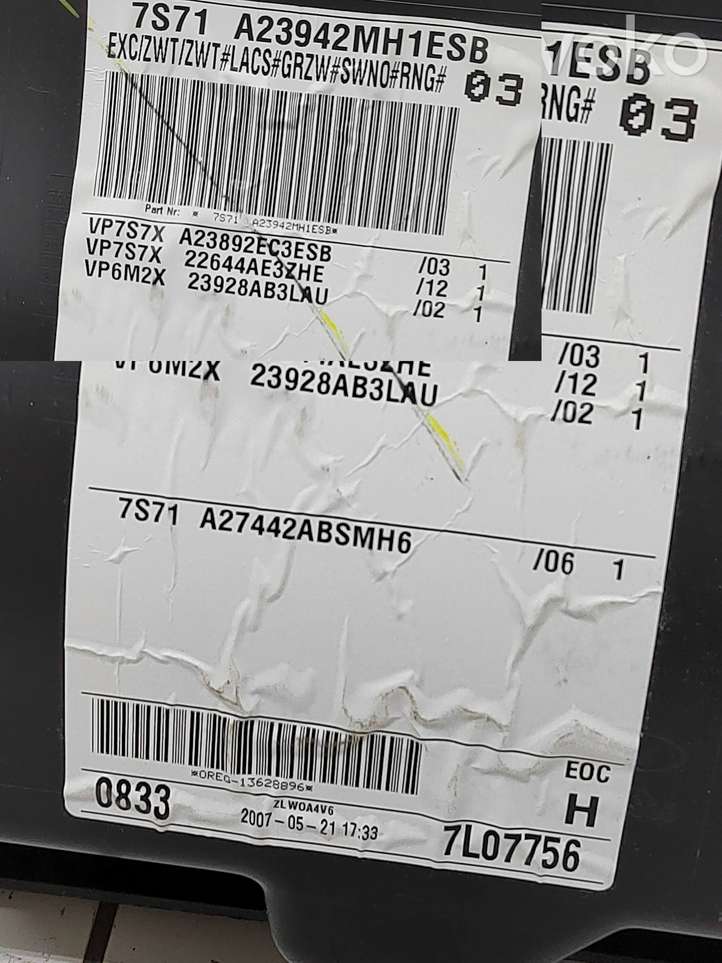 7S71 A23942MH1ESB
EXC/ZWT/ZWT#LACS#GRZW#SWNO#RNG# 03
Part Nr: * 7S71 A23942MH1ESB*
VP7S7X A23892EC3ESB /03 1
VP7S7X 22644AE3ZHE /12 1
VP6M2X 23928AB3LAU /02 1
1ESB
RNG# 03
/03 1
/12 1
VP6M2X 23928AB3LAU /02 1
7S71 A27442ABSMH6 /06 1
*OREQ-13628896*
EOC
0833 ZLWOA4V6 H
2007-05-21 17:33 7L07756